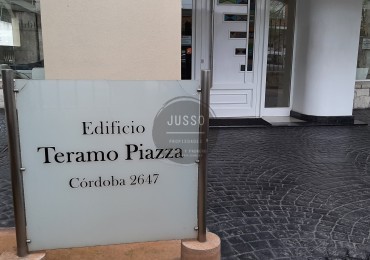 Edificio
Teramo Piazza
Córdoba 2647
JUSSO